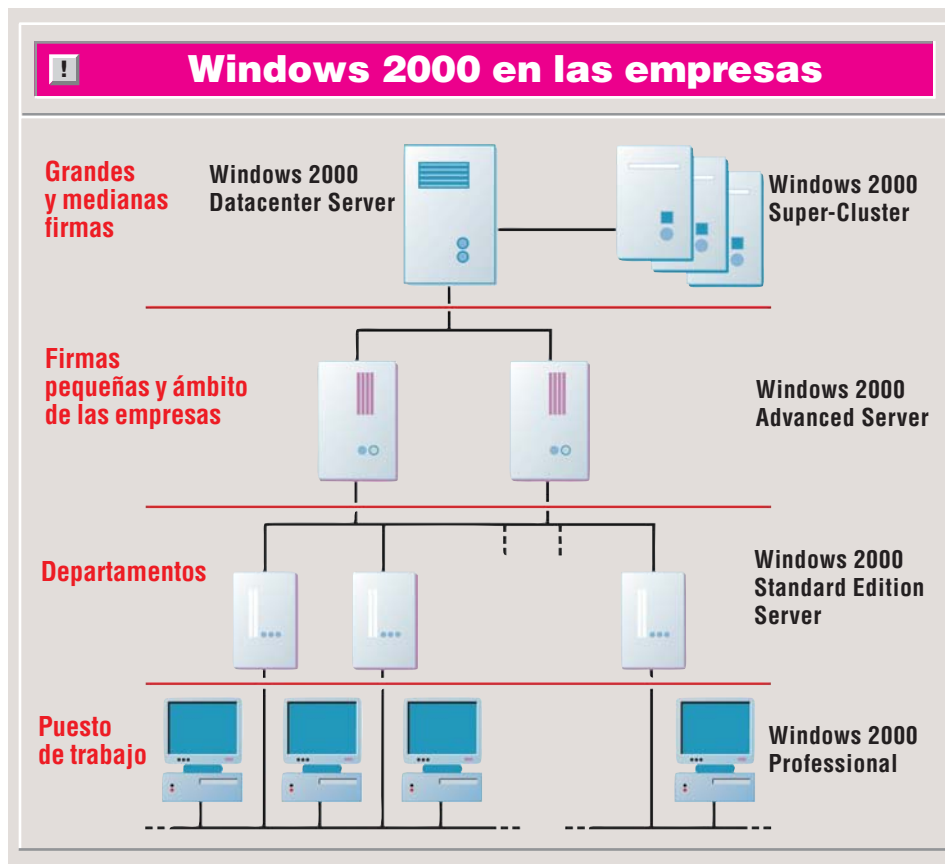 !
Windows 2000 en las empresas
Grandes
y medianas
firmas
Windows 2000
Datacenter Server
Windows 2000
Super-Cluster
Firmas
pequeñas y ámbito
de las empresas
Windows 2000
Advanced Server
Departamentos
Windows 2000
Standard Edition
Server
Puesto
de trabajo
Windows 2000
Professional